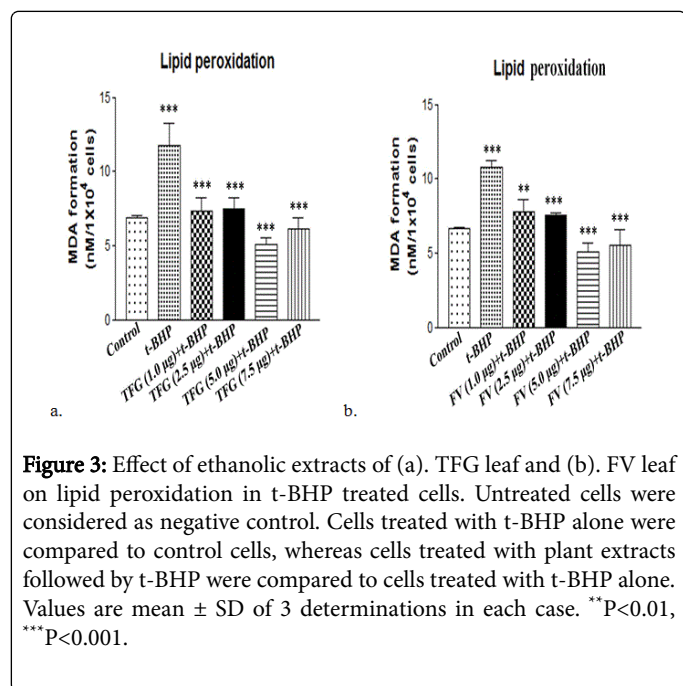 Lipid peroxidation
MDA formation
(nM/1X10⁴ cells)
15
10
5
0
***
***
***
***
***
Control
t-BHP
TFG (1.0 µg)+t-BHP
TFG (2.5 µg)+t-BHP
TFG (5.0 µg)+t-BHP
TFG (7.5 µg)+t-BHP
a.
Lipid peroxidation
MDA formation
(nM/1X10⁴ cells)
15
10
5
0
***
**
***
***
***
Control
t-BHP
FV (1.0 µg)+t-BHP
FV (2.5 µg)+t-BHP
FV (5.0 µg)+t-BHP
FV (7.5 µg)+t-BHP
b.
Figure 3: Effect of ethanolic extracts of (a). TFG leaf and (b). FV leaf
on lipid peroxidation in t-BHP treated cells. Untreated cells were
considered as negative control. Cells treated with t-BHP alone were
compared to control cells, whereas cells treated with plant extracts
followed by t-BHP were compared to cells treated with t-BHP alone.
Values are mean ± SD of 3 determinations in each case. **P<0.01,
***P<0.001.